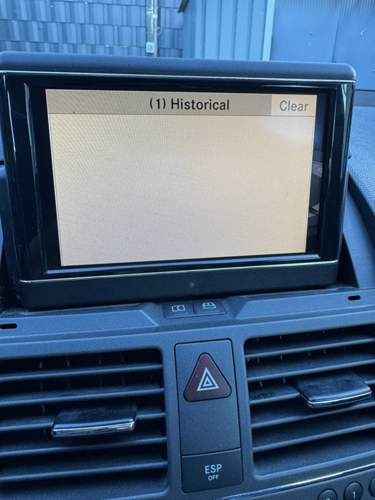 (1) Historical
Clear
ESP
OFF